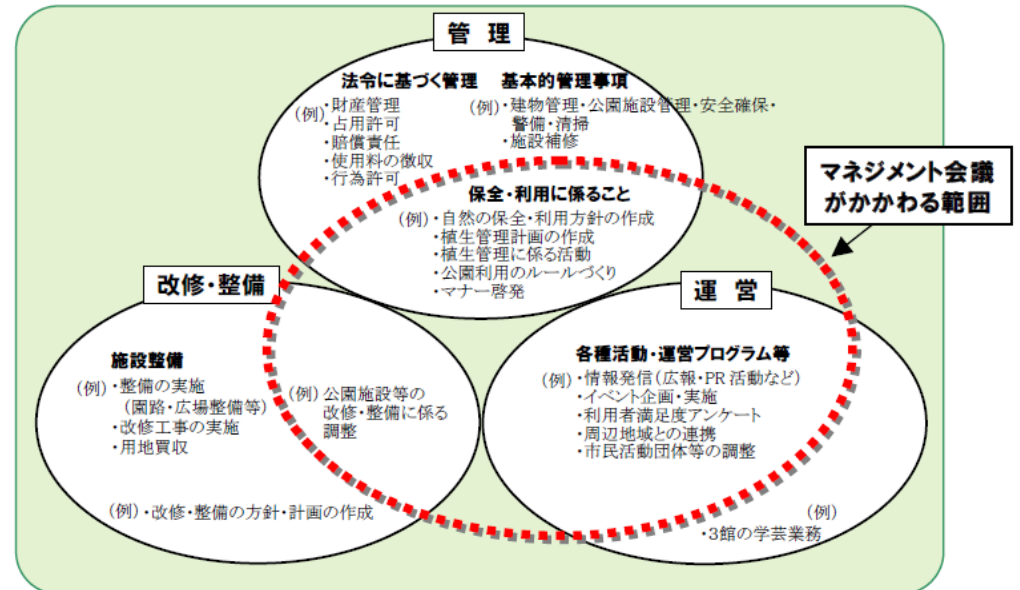 管 理
法令に基づく管理
(例)・財産管理
・占用許可
・賠償責任
・使用料の徴収
・行為許可
基本的管理事項
(例)・建物管理・公園施設管理・安全確保・
警備・清掃
・施設補修
保全・利用に係ること
(例)・自然の保全・利用方針の作成
・植生管理計画の作成
・植生管理に係る活動
・公園利用のルールづくり
・マナー啓発
マネジメント会議
がかかわる範囲
改修・整備
施設整備
(例)・整備の実施
(園路・広場整備等)
・改修工事の実施
・用地買収
(例)公園施設等の
改修・整備に係る
調整
(例)・改修・整備の方針・計画の作成
運 営
各種活動・運営プログラム等
(例)・情報発信(広報・PR活動など)
・イベント企画・実施
・利用者満足度アンケート
・周辺地域との連携
・市民活動団体等の調整
(例)
・3館の学芸業務